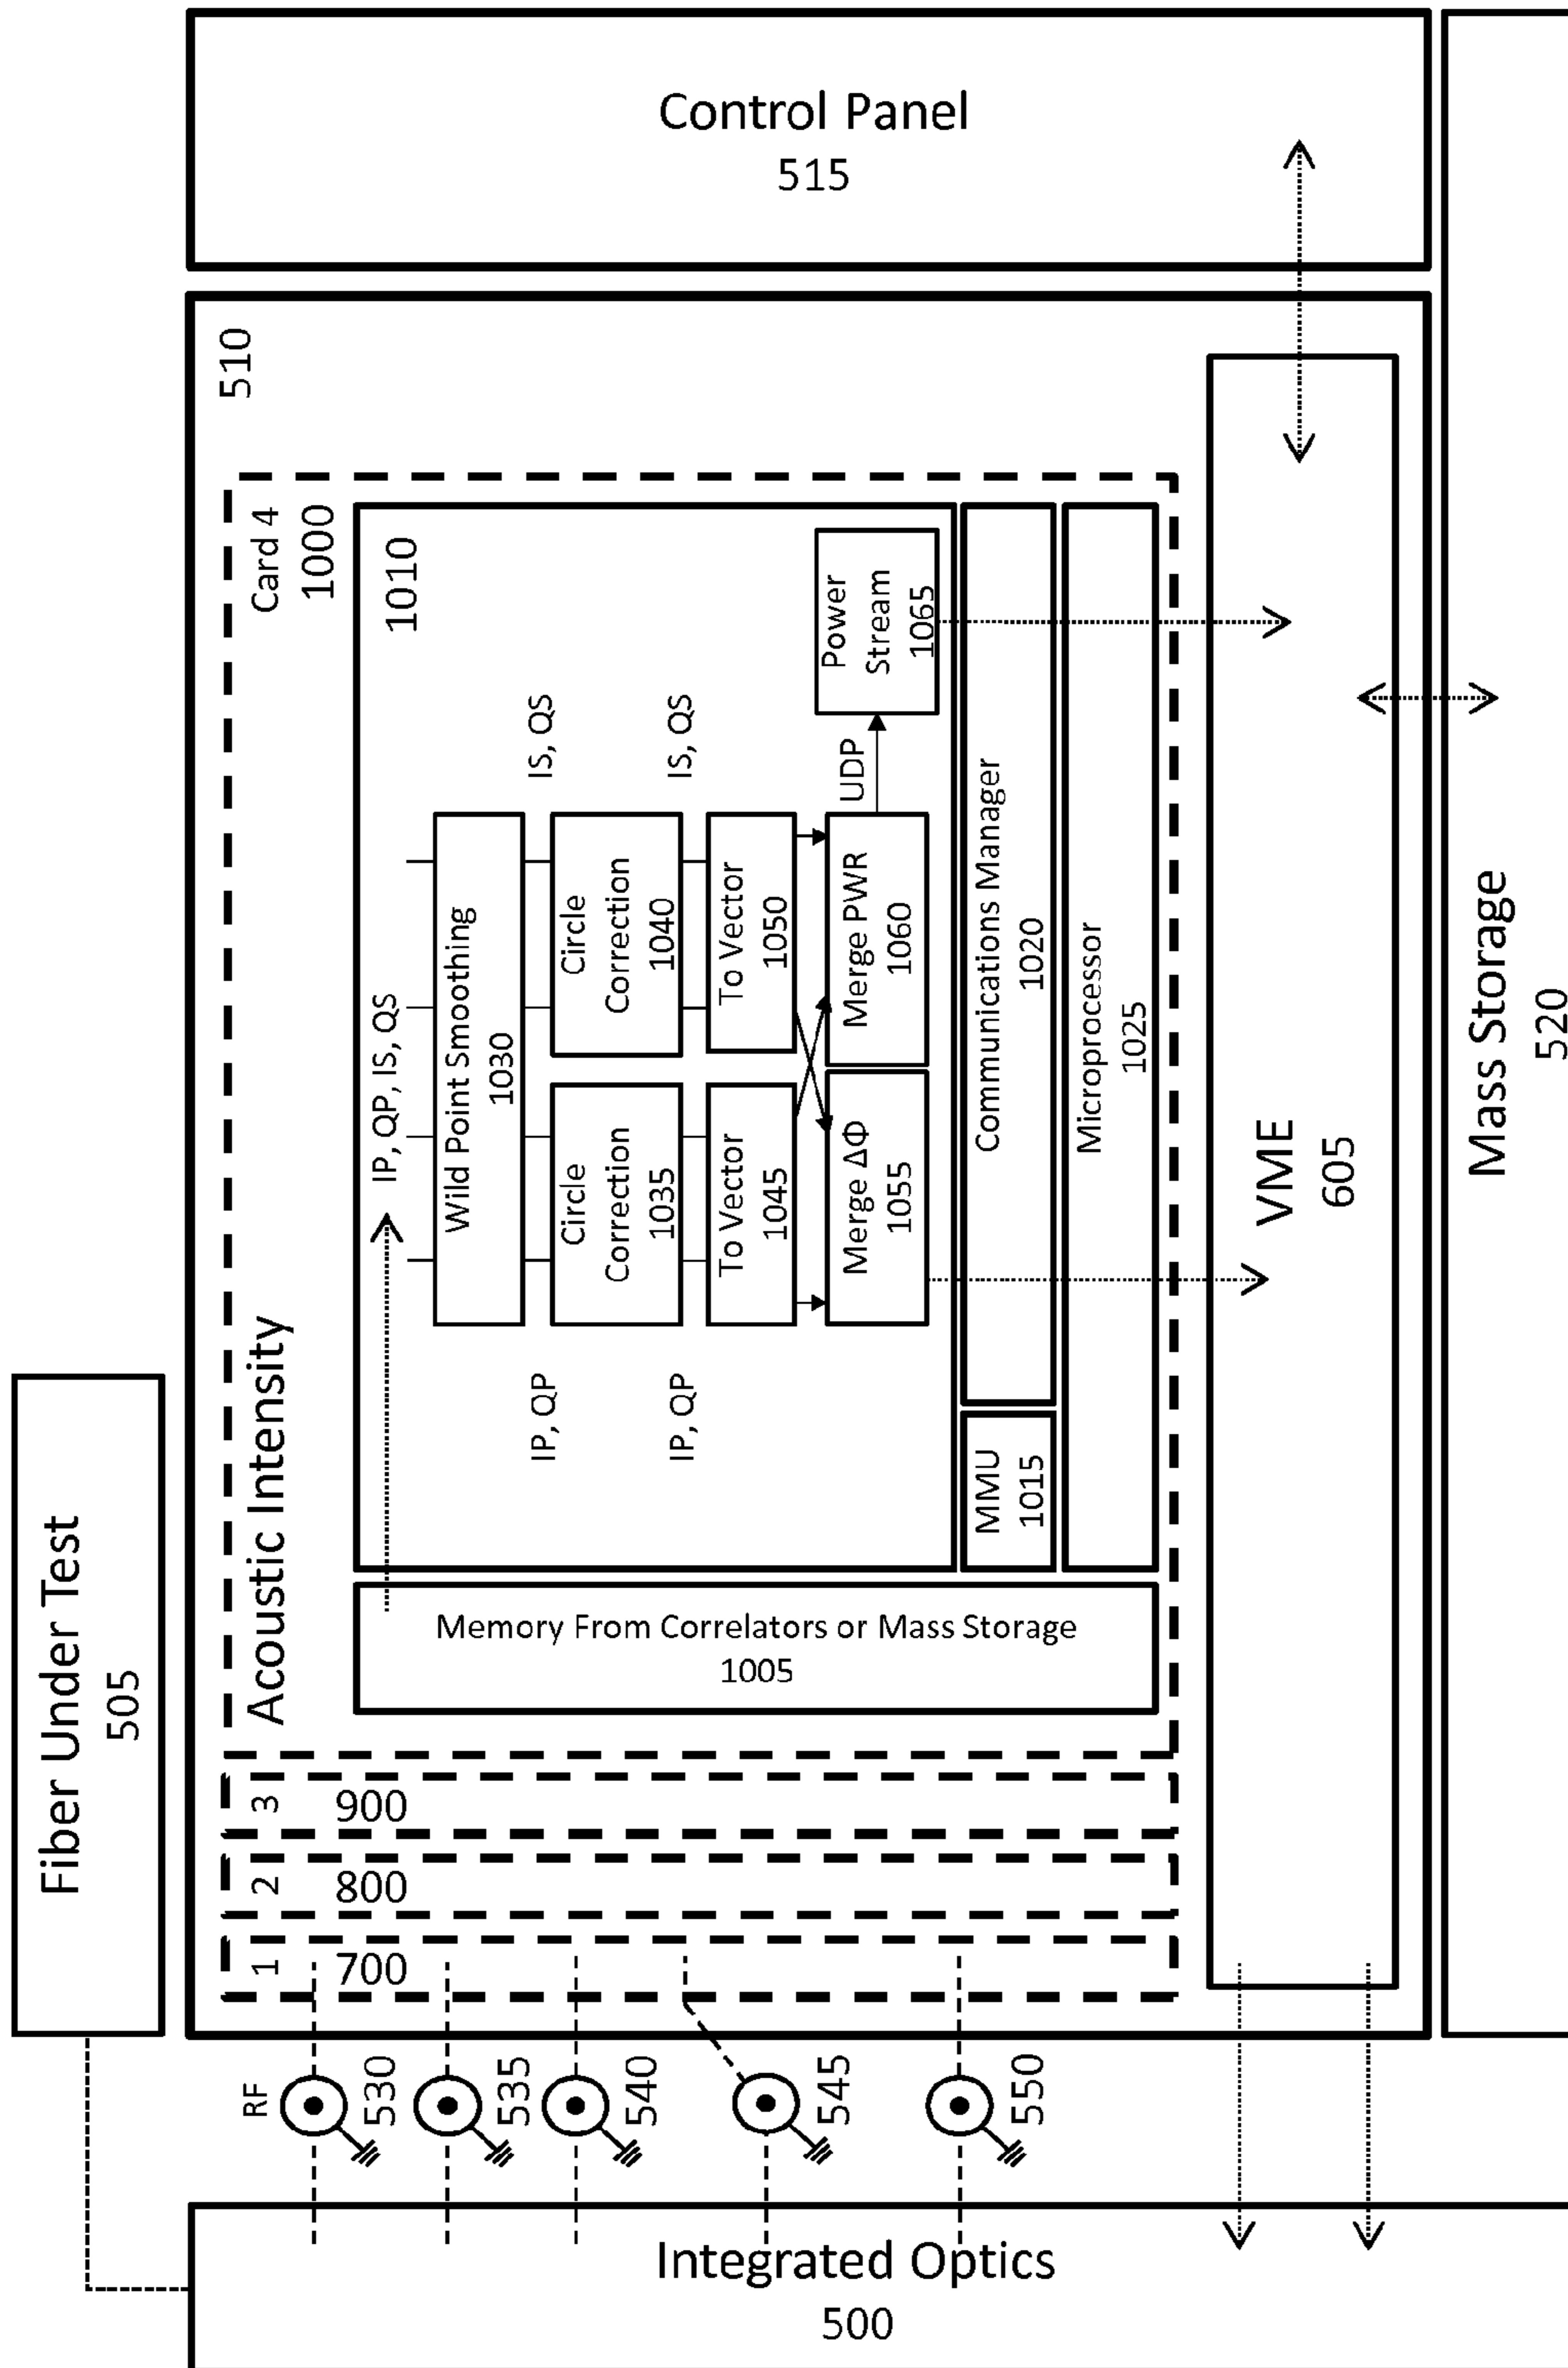 Fiber Under Test
505
Control Panel
515
510
Acoustic Intensity
Card 4
1000
1010
IP, QP, IS, QS
Wild Point Smoothing
1030
IP, QP
IS, QS
Circle
Correction
1035
Circle
Correction
1040
IP, QP
IS, QS
To Vector
1045
To Vector
1050
Merge ΔΦ
1055
Merge PWR
1060
UDP
Power
Stream
1065
MMU
1015
Communications Manager
1020
Microprocessor
1025
Memory From Correlators or Mass Storage
1005
1
700
2
800
3
900
RF
530
535
540
545
550
VME
605
Mass Storage
520
Integrated Optics
500